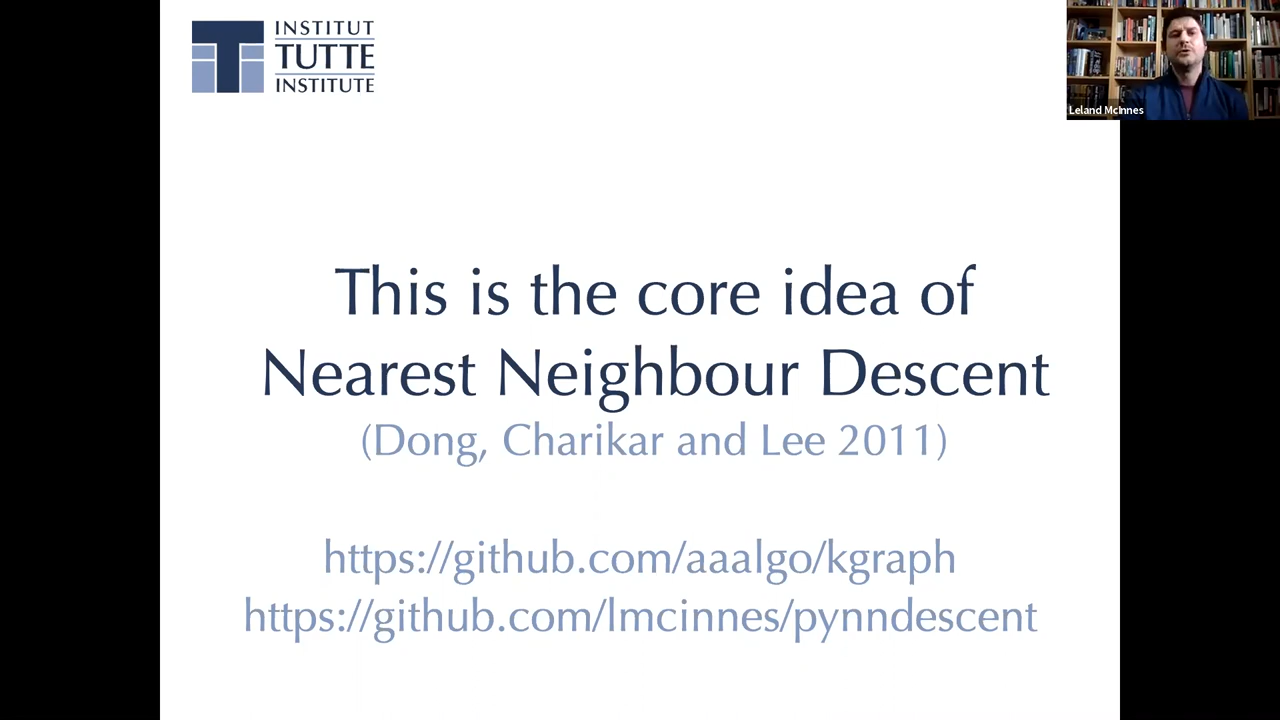 INSTITUT
TUTTE
INSTITUTE
Leland McInnes
This is the core idea of
Nearest Neighbour Descent
(Dong, Charikar and Lee 2011)
https://github.com/aaalgo/kgraph
https://github.com/lmcinnes/pynndescent